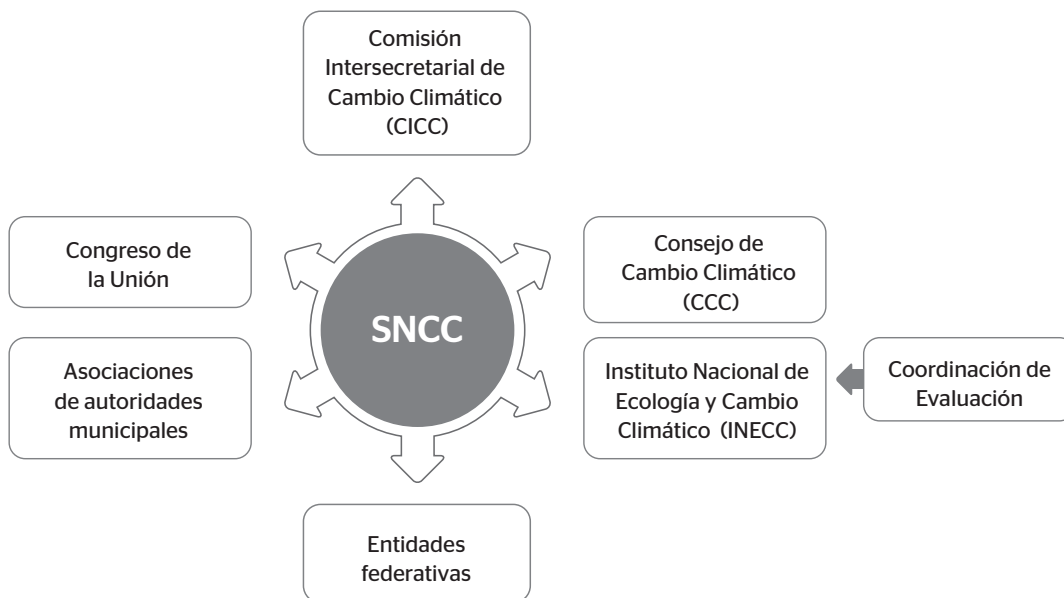 Comisión
Intersecretarial de
Cambio Climático
(CICC)
Congreso de
la Unión
Consejo de
Cambio Climático
(CCC)
SNCC
Asociaciones
de autoridades
municipales
Instituto Nacional de
Ecología y Cambio
Climático (INECC)
Coordinación de
Evaluación
Entidades
federativas